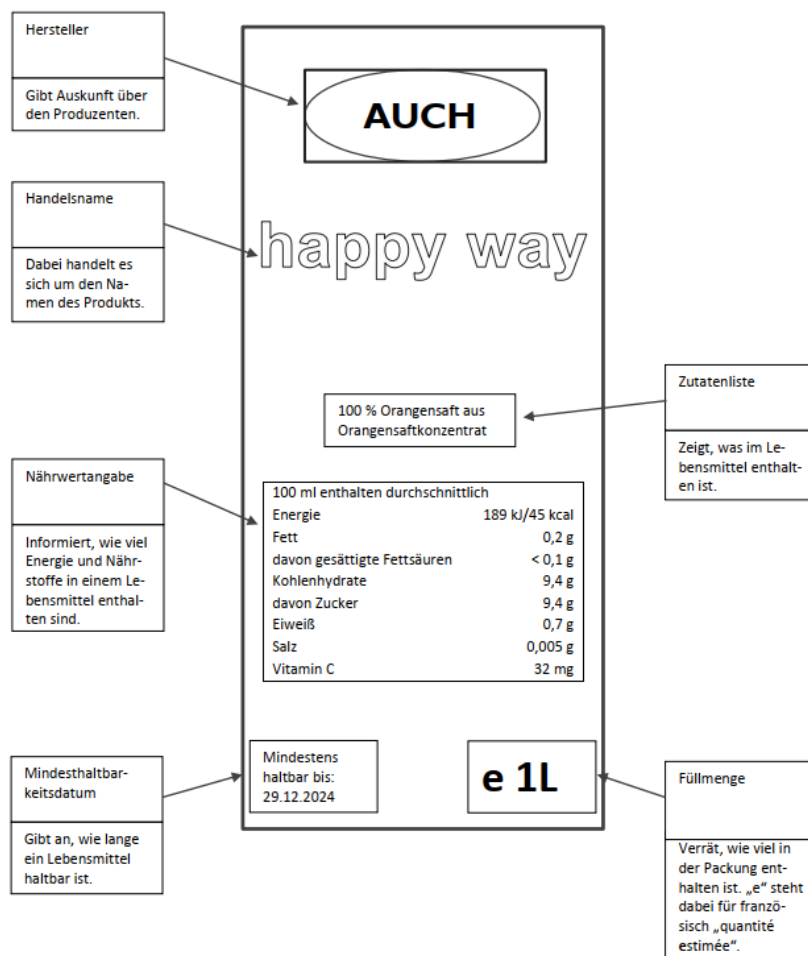 Hersteller
Gibt Auskunft über
den Produzenten.
AUCH
Handelsname
Dabei handelt es
sich um den Na-
men des Produkts.
happy way
Zutatenliste
Zeigt, was im Le-
bensmittel enthalt-
en ist.
100 % Orangensaft aus
Orangensaftkonzentrat
Nährwertangabe
Informiert, wie viel
Energie und Nähr-
stoffe in einem Le-
bensmittel enthal-
ten sind.
100 ml enthalten durchschnittlich
Energie 189 kJ/45 kcal
Fett 0,2 g
davon gesättigte Fettsäuren < 0,1 g
Kohlenhydrate 9,4 g
davon Zucker 9,4 g
Eiweiß 0,7 g
Salz 0,005 g
Vitamin C 32 mg
Mindesthaltbar-
keitsdatum
Gibt an, wie lange
ein Lebensmittel
haltbar ist.
Mindestens
haltbar bis:
29.12.2024
e 1L
Füllmenge
Verrät, wie viel in
der Packung ent-
halten ist. „e" steht
dabei für franzö-
sisch „quantité
estimée".